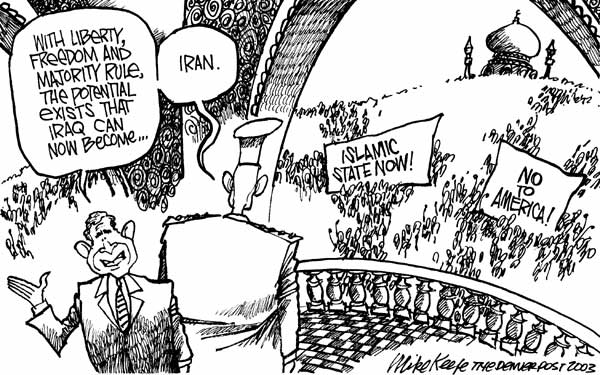 WITH LIBERTY,
FREEDOM AND
MATORITY RULE,
THE POTENTIAL
EXISTS THAT
IRAQ CAN
NOW BECOME...
IRAN.
ISLAMIC
STATE NOW!
NO
TO
AMERICA!
Mike Keefe THE DENVER POST 2003